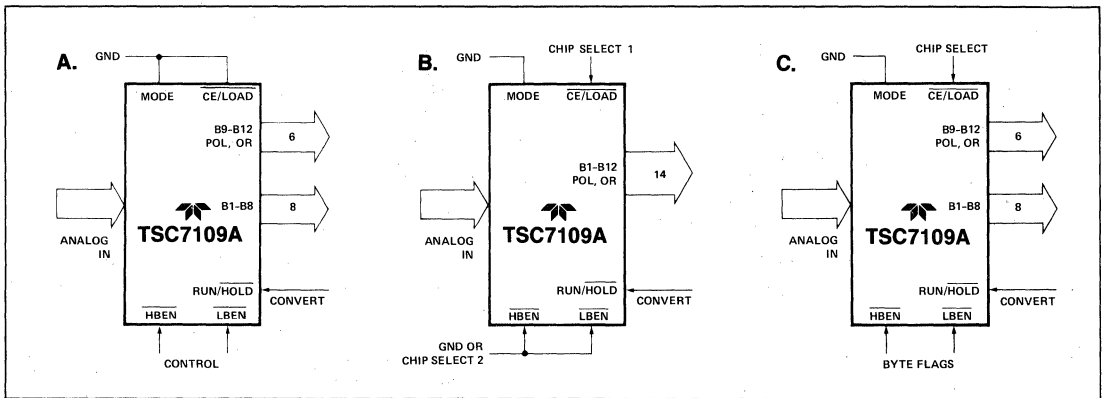 A.
GND
MODE
CE/LOAD
B9–B12
POL, OR
6
B1–B8
8
TSC7109A
ANALOG
IN
RUN/HOLD
CONVERT
HBEN
LBEN
CONTROL
B.
GND
CHIP SELECT 1
MODE
CE/LOAD
B1–B12
POL, OR
14
TSC7109A
ANALOG
IN
RUN/HOLD
CONVERT
HBEN
LBEN
GND OR
CHIP SELECT 2
C.
GND
CHIP SELECT
MODE
CE/LOAD
B9–B12
POL, OR
6
B1–B8
8
TSC7109A
ANALOG
IN
RUN/HOLD
CONVERT
HBEN
LBEN
BYTE FLAGS